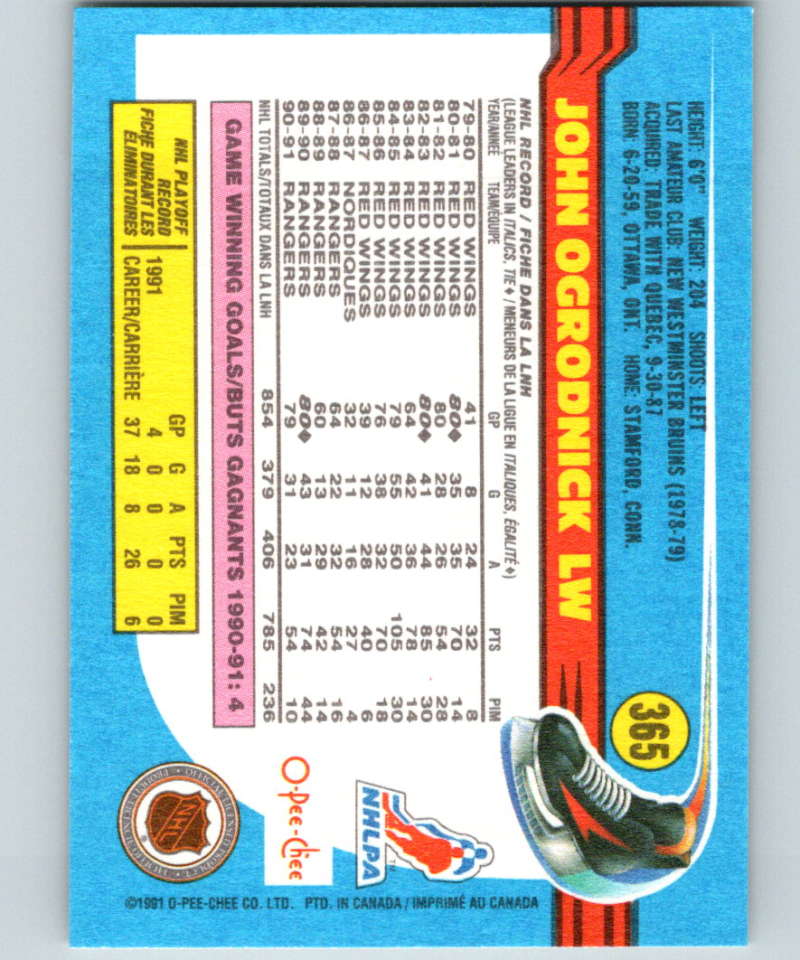 HEIGHT: 6'0" WEIGHT: 204 SHOOTS: LEFT
LAST AMATEUR CLUB: NEW WESTMINSTER BRUINS (1978-79)
ACQUIRED: TRADE WITH QUEBEC, 9-30-87
BORN 6-20-59, OTTAWA, ONT. HOME: STAMFORD, CONN.
365
JOHN OGRODNICK LW
NHL RECORD / FICHE DANS LA LNH
(LEAGUE LEADERS IN ITALICS, TIE ♦ / MENEURS DE LA LIGUE EN ITALIQUES, ÉGALITÉ ♦)
YEAR/ANNÉE TEAM/ÉQUIPE GP G A PTS PIM
79-80 RED WINGS 41 8 24 32 8
80-81 RED WINGS 80♦ 35 35 70 14
81-82 RED WINGS 80 28 26 54 28
82-83 RED WINGS 80♦ 41 44 85 30
83-84 RED WINGS 64 42 36 78 14
84-85 RED WINGS 79 55 50 105 30
85-86 RED WINGS 76 38 32 70 18
86-87 RED WINGS 39 12 28 40 6
86-87 NORDIQUES 32 11 16 27 4
87-88 RANGERS 64 22 32 54 16
88-89 RANGERS 60 13 29 42 14
89-90 RANGERS 80♦ 43 31 74 44
90-91 RANGERS 79 31 23 54 10
NHL TOTALS/TOTAUX DANS LA LNH 854 379 406 785 236
GAME WINNING GOALS/BUTS GAGNANTS 1990-91: 4
NHL PLAYOFF
RECORD
FICHE DURANT LES
ÉLIMINATOIRES
GP G A PTS PIM
1991 4 0 0 0 0
CAREER/CARRIÈRE 37 18 8 26 6
NHLPA
TM
O-Pee-Chee
NHL
®
©1991 O-PEE-CHEE CO. LTD. PTD. IN CANADA / IMPRIMÉ AU CANADA